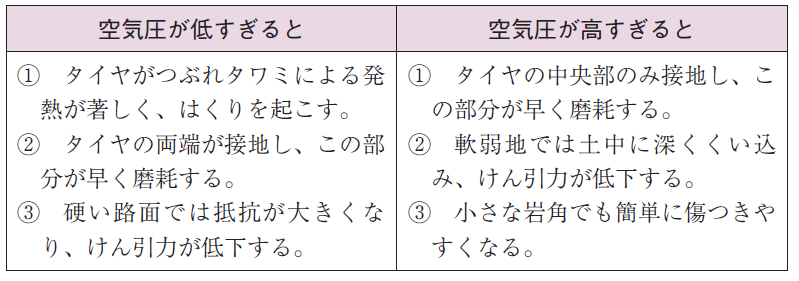 空気圧が低すぎると
① タイヤがつぶれタワミによる発
熱が著しく、はくりを起こす。
② タイヤの両端が接地し、この部
分が早く磨耗する。
③ 硬い路面では抵抗が大きくな
り、けん引力が低下する。
空気圧が高すぎると
① タイヤの中央部のみ接地し、こ
の部分が早く磨耗する。
② 軟弱地では土中に深くくい込
み、けん引力が低下する。
③ 小さな岩角でも簡単に傷つきや
すくなる。